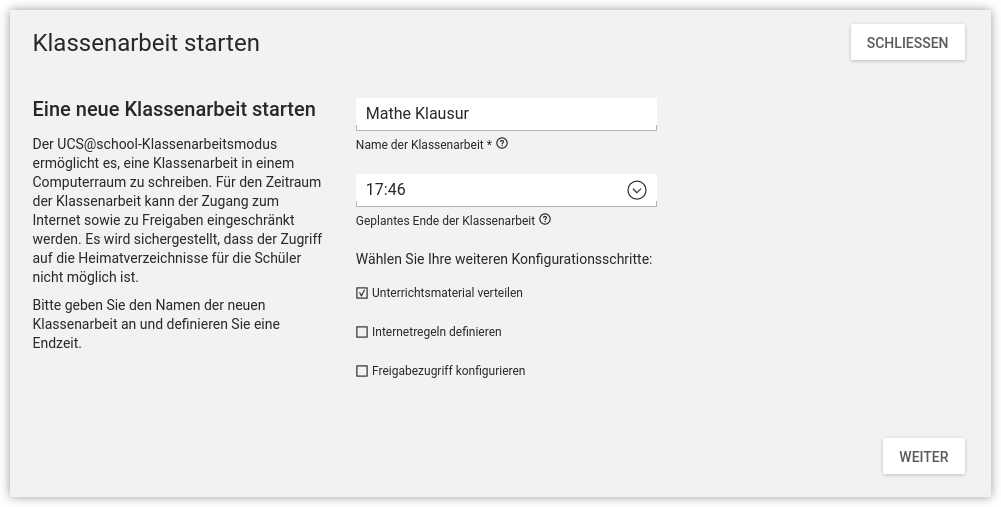 Klassenarbeit starten
SCHLIESSEN
Eine neue Klassenarbeit starten
Der UCS@school-Klassenarbeitsmodus
ermöglicht es, eine Klassenarbeit in einem
Computerraum zu schreiben. Für den Zeitraum
der Klassenarbeit kann der Zugang zum
Internet sowie zu Freigaben eingeschränkt
werden. Es wird sichergestellt, dass der Zugriff
auf die Heimatverzeichnisse für die Schüler
nicht möglich ist.
Bitte geben Sie den Namen der neuen
Klassenarbeit an und definieren Sie eine
Endzeit.
Mathe Klausur
Name der Klassenarbeit *
17:46
Geplantes Ende der Klassenarbeit
Wählen Sie Ihre weiteren Konfigurationsschritte:
Unterrichtsmaterial verteilen
Internetregeln definieren
Freigabezugriff konfigurieren
WEITER